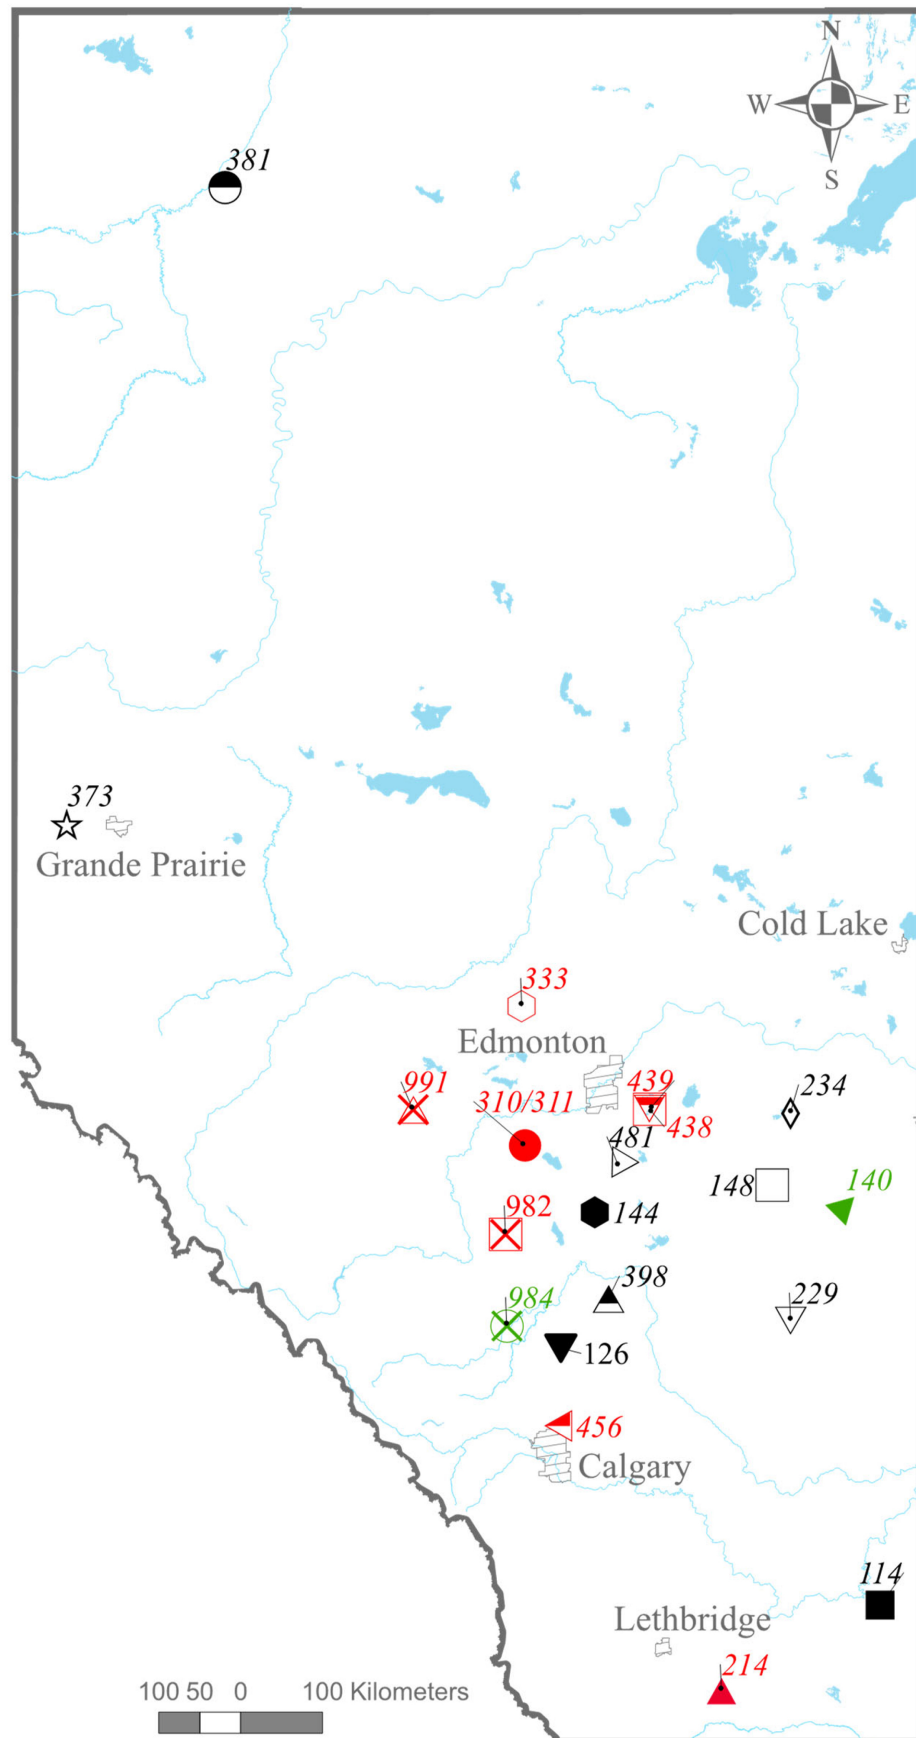 N
W E
S
381
373
Grande Prairie
Cold Lake
333
Edmonton
991
439
234
310/311
438
481
148
140
982
144
398
984
229
126
456
Calgary
114
Lethbridge
214
100 50 0 100 Kilometers